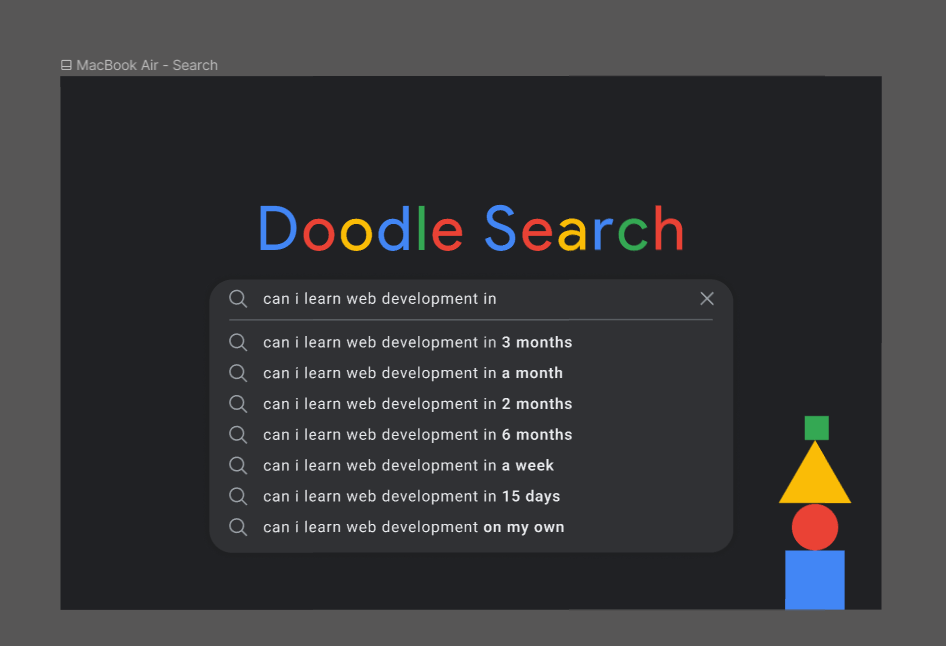 MacBook Air - Search
Doodle Search
can i learn web development in
can i learn web development in 3 months
can i learn web development in a month
can i learn web development in 2 months
can i learn web development in 6 months
can i learn web development in a week
can i learn web development in 15 days
can i learn web development on my own